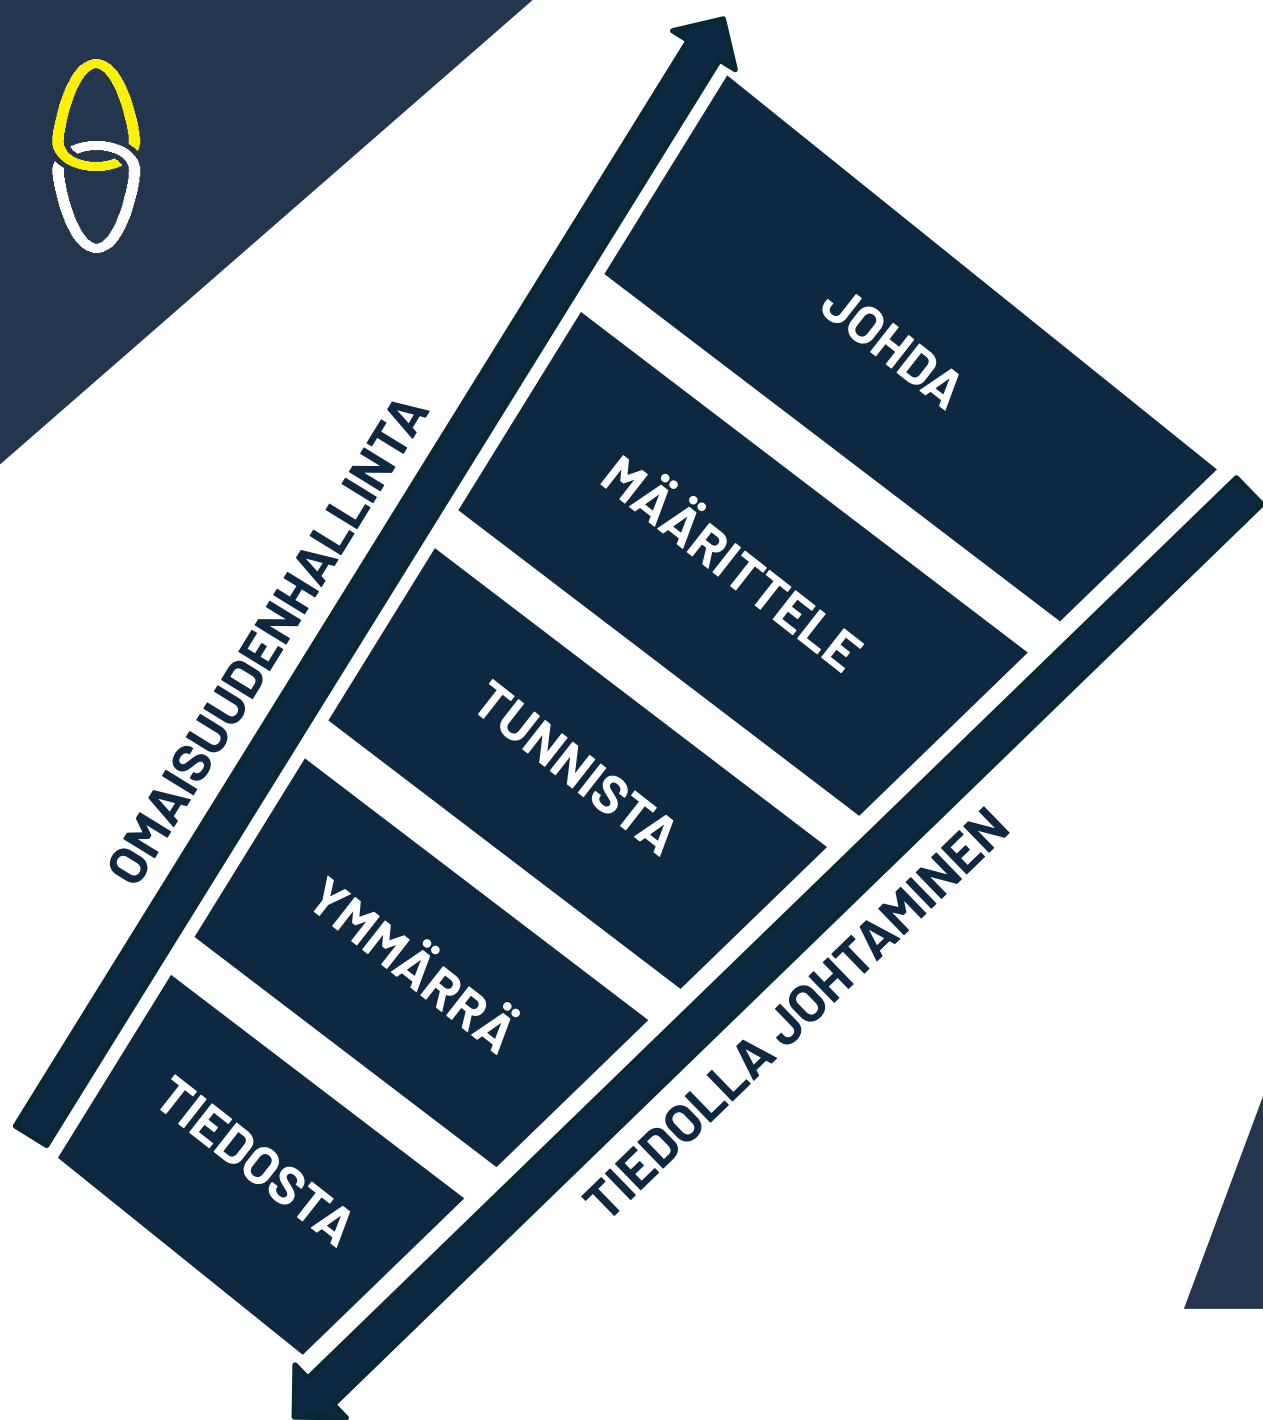 JOHDA
MÄÄRITTELE
TUNNISTA
YMMÄRRÄ
TIEDOSTA
OMAISUUDENHALLINTA
TIEDOLLA JOHTAMINEN